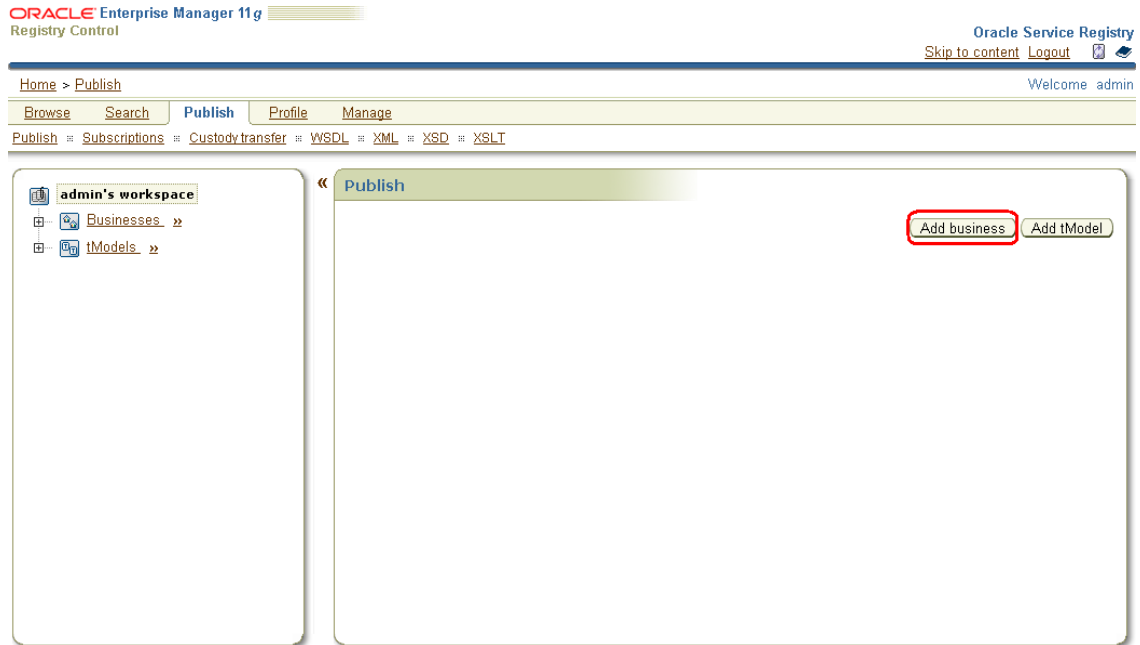 ORACLE Enterprise Manager 11g
Registry Control
Oracle Service Registry
Skip to content Logout
Home > Publish
Welcome admin
Browse Search Publish Profile Manage
Publish Subscriptions Custody transfer WSDL XML XSD XSLT
admin's workspace
Businesses »
tModels »
«
Publish
Add business Add tModel